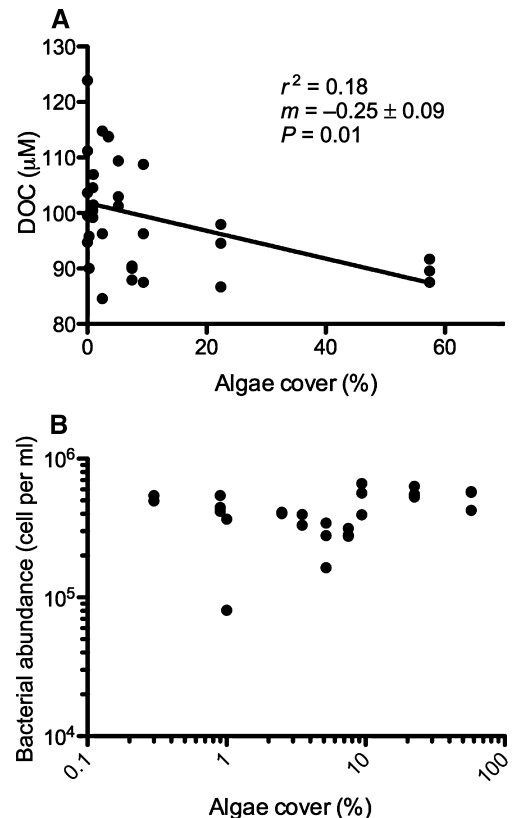 A
130
120
110
100
90
80
DOC (μM)
r² = 0.18
m = –0.25 ± 0.09
P = 0.01
0
20
40
60
Algae cover (%)
B
10⁶
10⁵
10⁴
Bacterial abundance (cell per ml)
0.1
1
10
100
Algae cover (%)